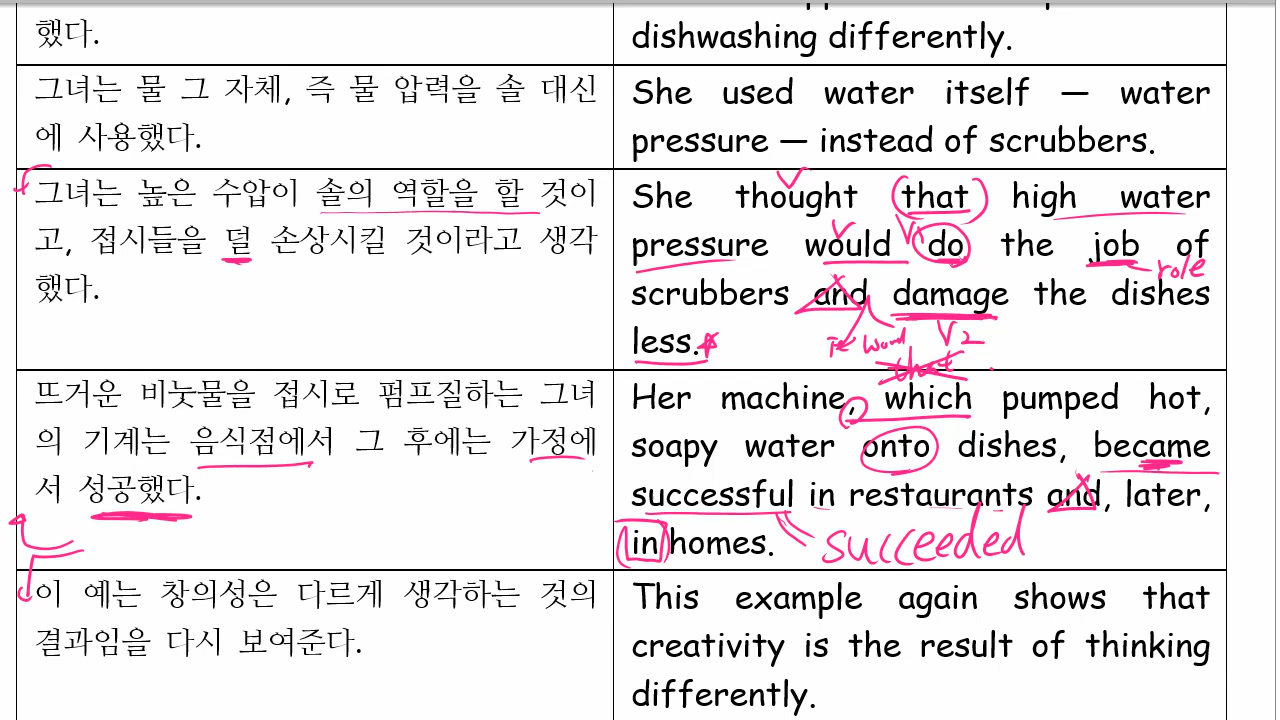 했다.
dishwashing differently.
그녀는 물 그 자체, 즉 물 압력을 솔 대신
에 사용했다.
She used water itself — water
pressure — instead of scrubbers.
그녀는 높은 수압이 솔의 역할을 할 것이
고, 접시들을 덜 손상시킬 것이라고 생각
했다.
She thought that high water
pressure would do the job of
role
scrubbers and damage the dishes
less.
V2
that
뜨거운 비눗물을 접시로 펌프질하는 그녀
의 기계는 음식점에서 그 후에는 가정에
서 성공했다.
Her machine, which pumped hot,
soapy water onto dishes, became
successful in restaurants and, later,
in homes.
succeeded
이 예는 창의성은 다르게 생각하는 것의
결과임을 다시 보여준다.
This example again shows that
creativity is the result of thinking
differently.